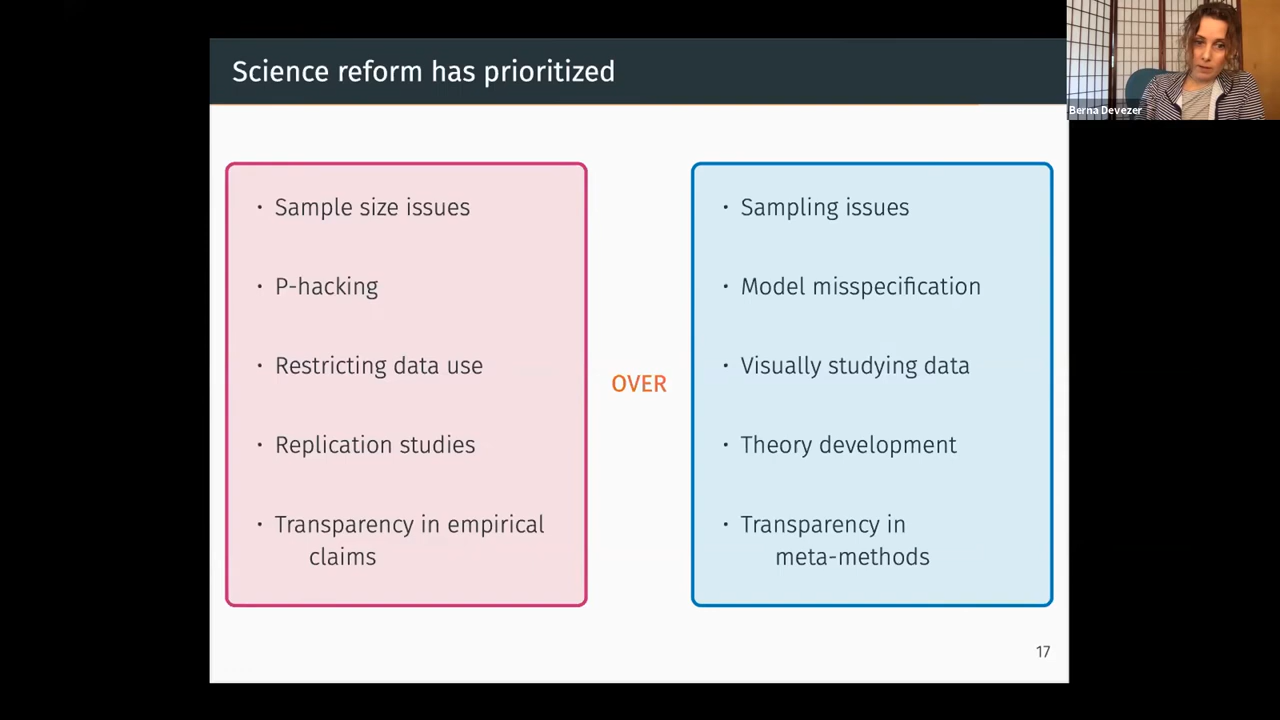 Science reform has prioritized
Berna Devezer
· Sample size issues
· P-hacking
· Restricting data use
· Replication studies
· Transparency in empirical
claims
OVER
· Sampling issues
· Model misspecification
· Visually studying data
· Theory development
· Transparency in
meta-methods
17